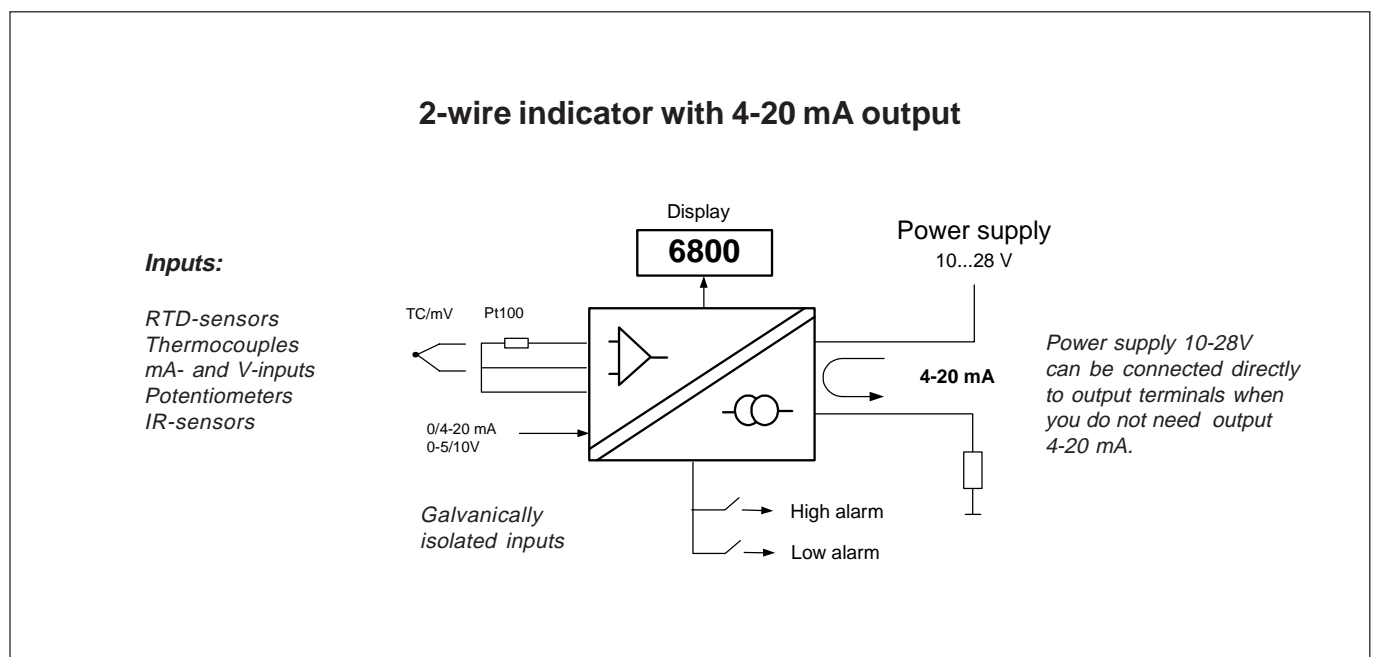 2-wire indicator with 4-20 mA output
Display
6800
Power supply
10...28 V
Inputs:
RTD-sensors
Thermocouples
mA- and V-inputs
Potentiometers
IR-sensors
TC/mV
Pt100
0/4-20 mA
0-5/10V
4-20 mA
Power supply 10-28V
can be connected directly
to output terminals when
you do not need output
4-20 mA.
Galvanically
isolated inputs
High alarm
Low alarm